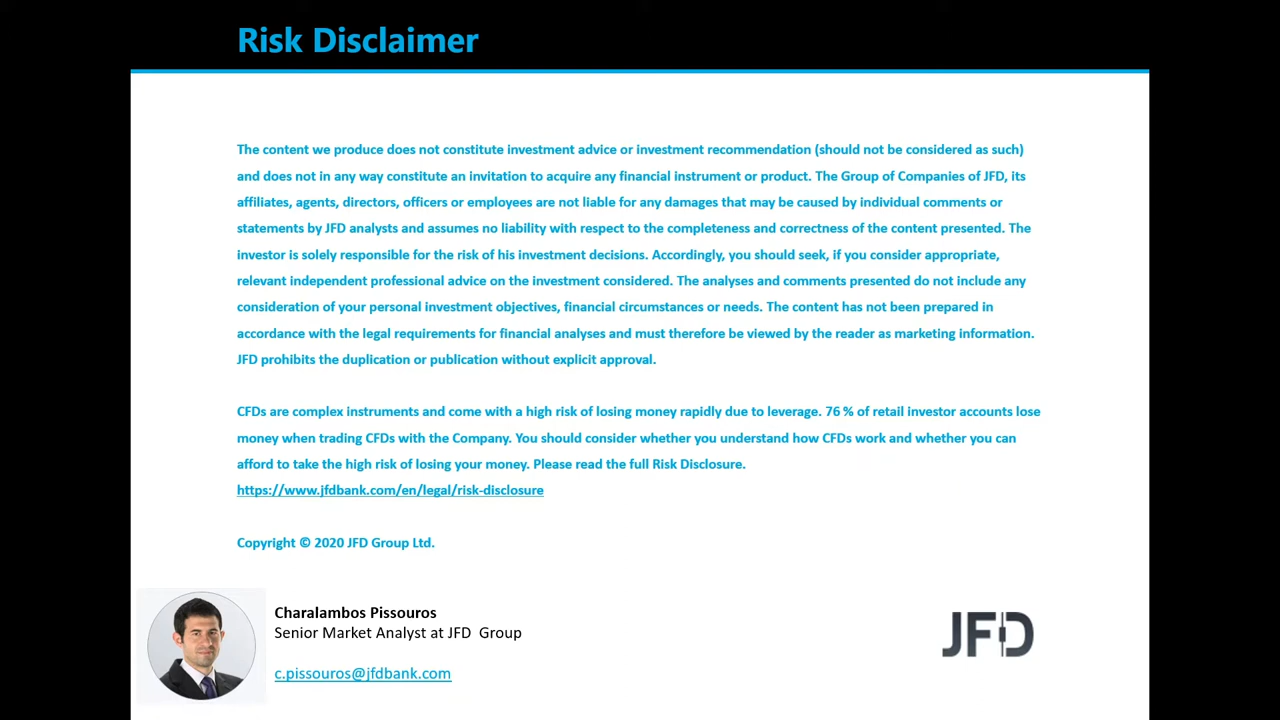 Risk Disclaimer
The content we produce does not constitute investment advice or investment recommendation (should not be considered as such)
and does not in any way constitute an invitation to acquire any financial instrument or product. The Group of Companies of JFD, its
affiliates, agents, directors, officers or employees are not liable for any damages that may be caused by individual comments or
statements by JFD analysts and assumes no liability with respect to the completeness and correctness of the content presented. The
investor is solely responsible for the risk of his investment decisions. Accordingly, you should seek, if you consider appropriate,
relevant independent professional advice on the investment considered. The analyses and comments presented do not include any
consideration of your personal investment objectives, financial circumstances or needs. The content has not been prepared in
accordance with the legal requirements for financial analyses and must therefore be viewed by the reader as marketing information.
JFD prohibits the duplication or publication without explicit approval.
CFDs are complex instruments and come with a high risk of losing money rapidly due to leverage. 76 % of retail investor accounts lose
money when trading CFDs with the Company. You should consider whether you understand how CFDs work and whether you can
afford to take the high risk of losing your money. Please read the full Risk Disclosure.
https://www.jfdbank.com/en/legal/risk-disclosure
Copyright © 2020 JFD Group Ltd.
Charalambos Pissouros
Senior Market Analyst at JFD Group
c.pissouros@jfdbank.com
JFD